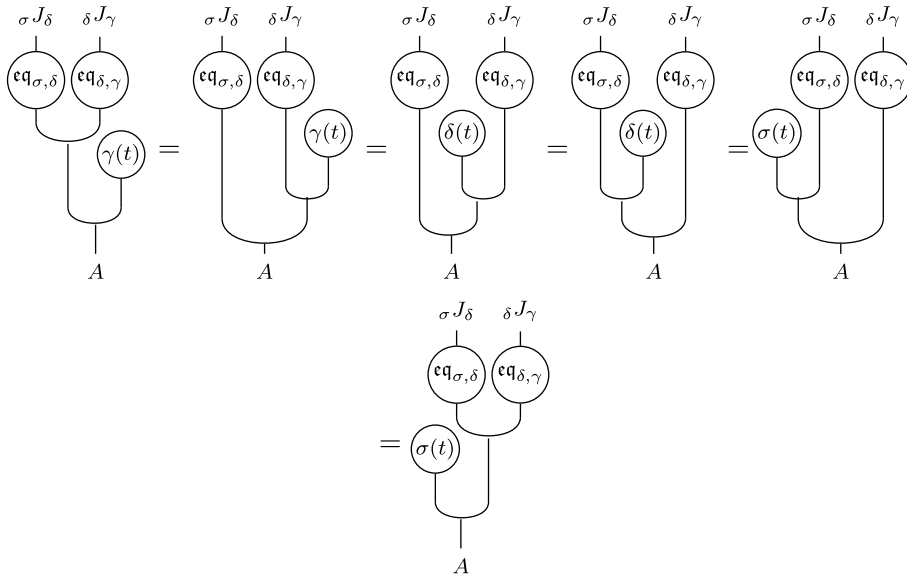 σJδ δJγ σJδ δJγ σJδ δJγ σJδ δJγ σJδ δJγ
𝔢𝔮σ,δ 𝔢𝔮δ,γ 𝔢𝔮σ,δ 𝔢𝔮δ,γ 𝔢𝔮σ,δ 𝔢𝔮δ,γ 𝔢𝔮σ,δ 𝔢𝔮δ,γ 𝔢𝔮σ,δ 𝔢𝔮δ,γ
γ(t) = γ(t) = δ(t) = δ(t) = σ(t)
A A A A A
σJδ δJγ
𝔢𝔮σ,δ 𝔢𝔮δ,γ
= σ(t)
A